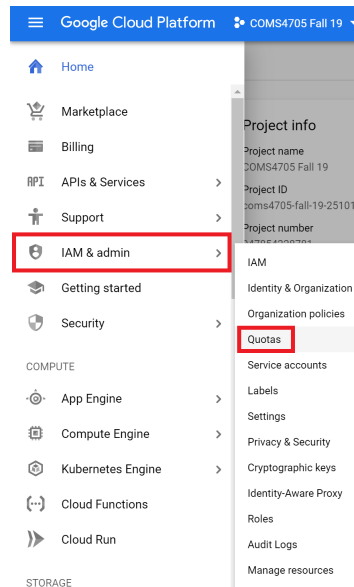 Google Cloud Platform
COMS4705 Fall 19
Home
Marketplace
Billing
API APIs & Services
Support
IAM & admin
Getting started
Security
COMPUTE
App Engine
Compute Engine
Kubernetes Engine
Cloud Functions
Cloud Run
STORAGE
Project info
Project name
COMS4705 Fall 19
Project ID
coms4705-fall-19-25101
Project number
IAM
Identity & Organization
Organization policies
Quotas
Service accounts
Labels
Settings
Privacy & Security
Cryptographic keys
Identity-Aware Proxy
Roles
Audit Logs
Manage resources